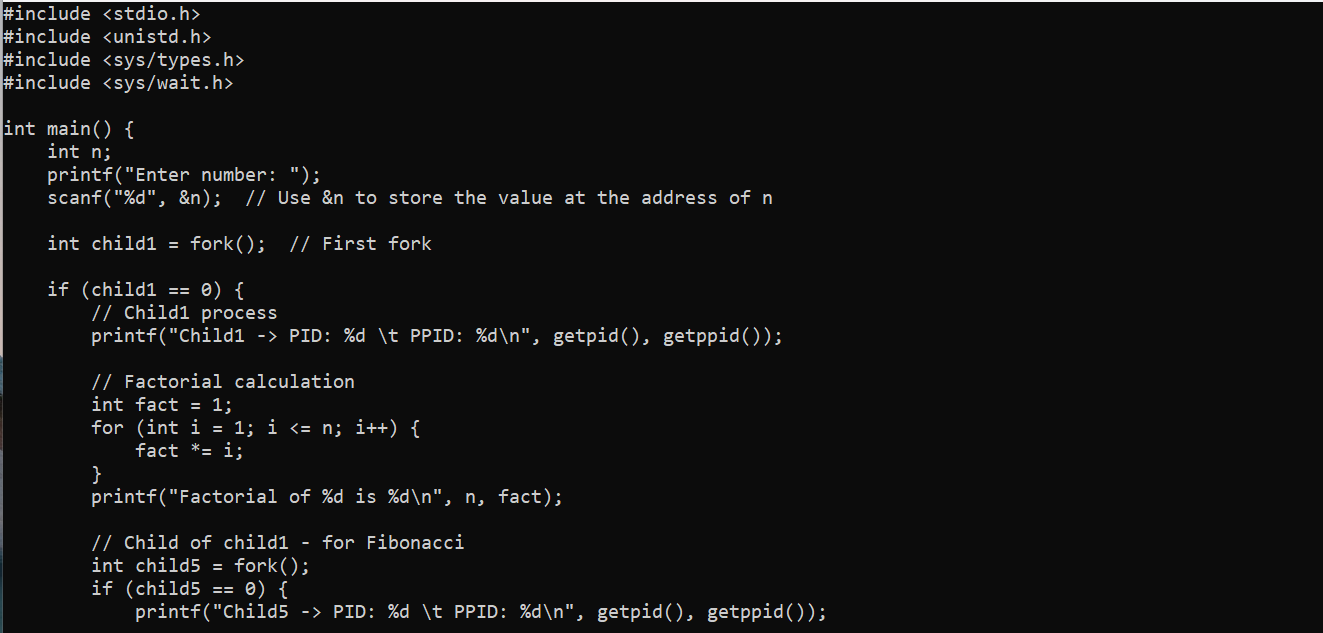 #include <stdio.h>
#include <unistd.h>
#include <sys/types.h>
#include <sys/wait.h>

int main() {
    int n;
    printf("Enter number: ");
    scanf("%d", &n);  // Use &n to store the value at the address of n

    int child1 = fork();  // First fork

    if (child1 == 0) {
        // Child1 process
        printf("Child1 -> PID: %d \t PPID: %d\n", getpid(), getppid());

        // Factorial calculation
        int fact = 1;
        for (int i = 1; i <= n; i++) {
            fact *= i;
        }
        printf("Factorial of %d is %d\n", n, fact);

        // Child of child1 - for Fibonacci
        int child5 = fork();
        if (child5 == 0) {
            printf("Child5 -> PID: %d \t PPID: %d\n", getpid(), getppid());